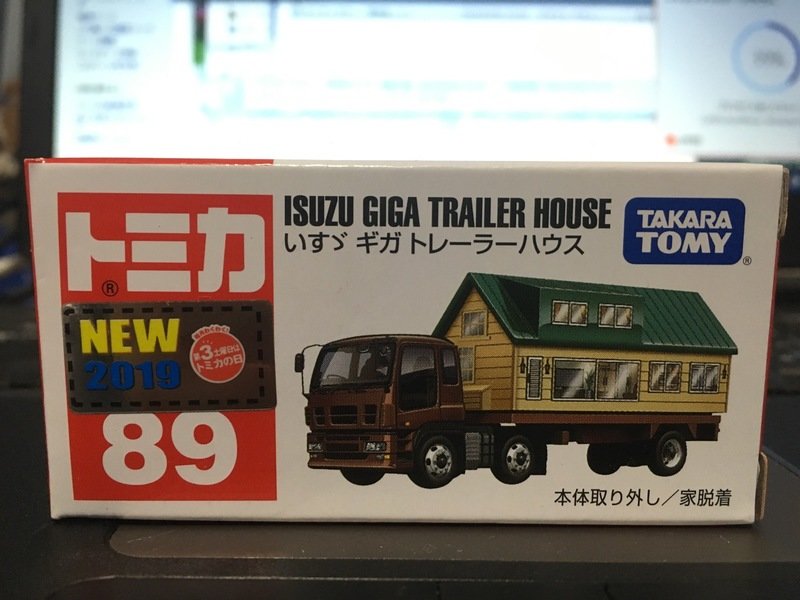 トミカ
®
NEW
2019
第3土曜日は
トミカの日
89
ISUZU GIGA TRAILER HOUSE
いすゞ ギガ トレーラーハウス
TAKARA
TOMY
®
本体取り外し/家脱着